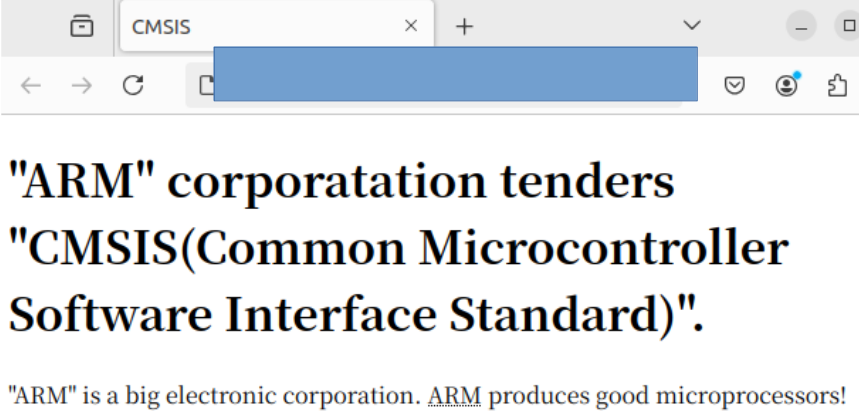 CMSIS
"ARM" corporatation tenders
"CMSIS(Common Microcontroller
Software Interface Standard)".
"ARM" is a big electronic corporation. ARM produces good microprocessors!